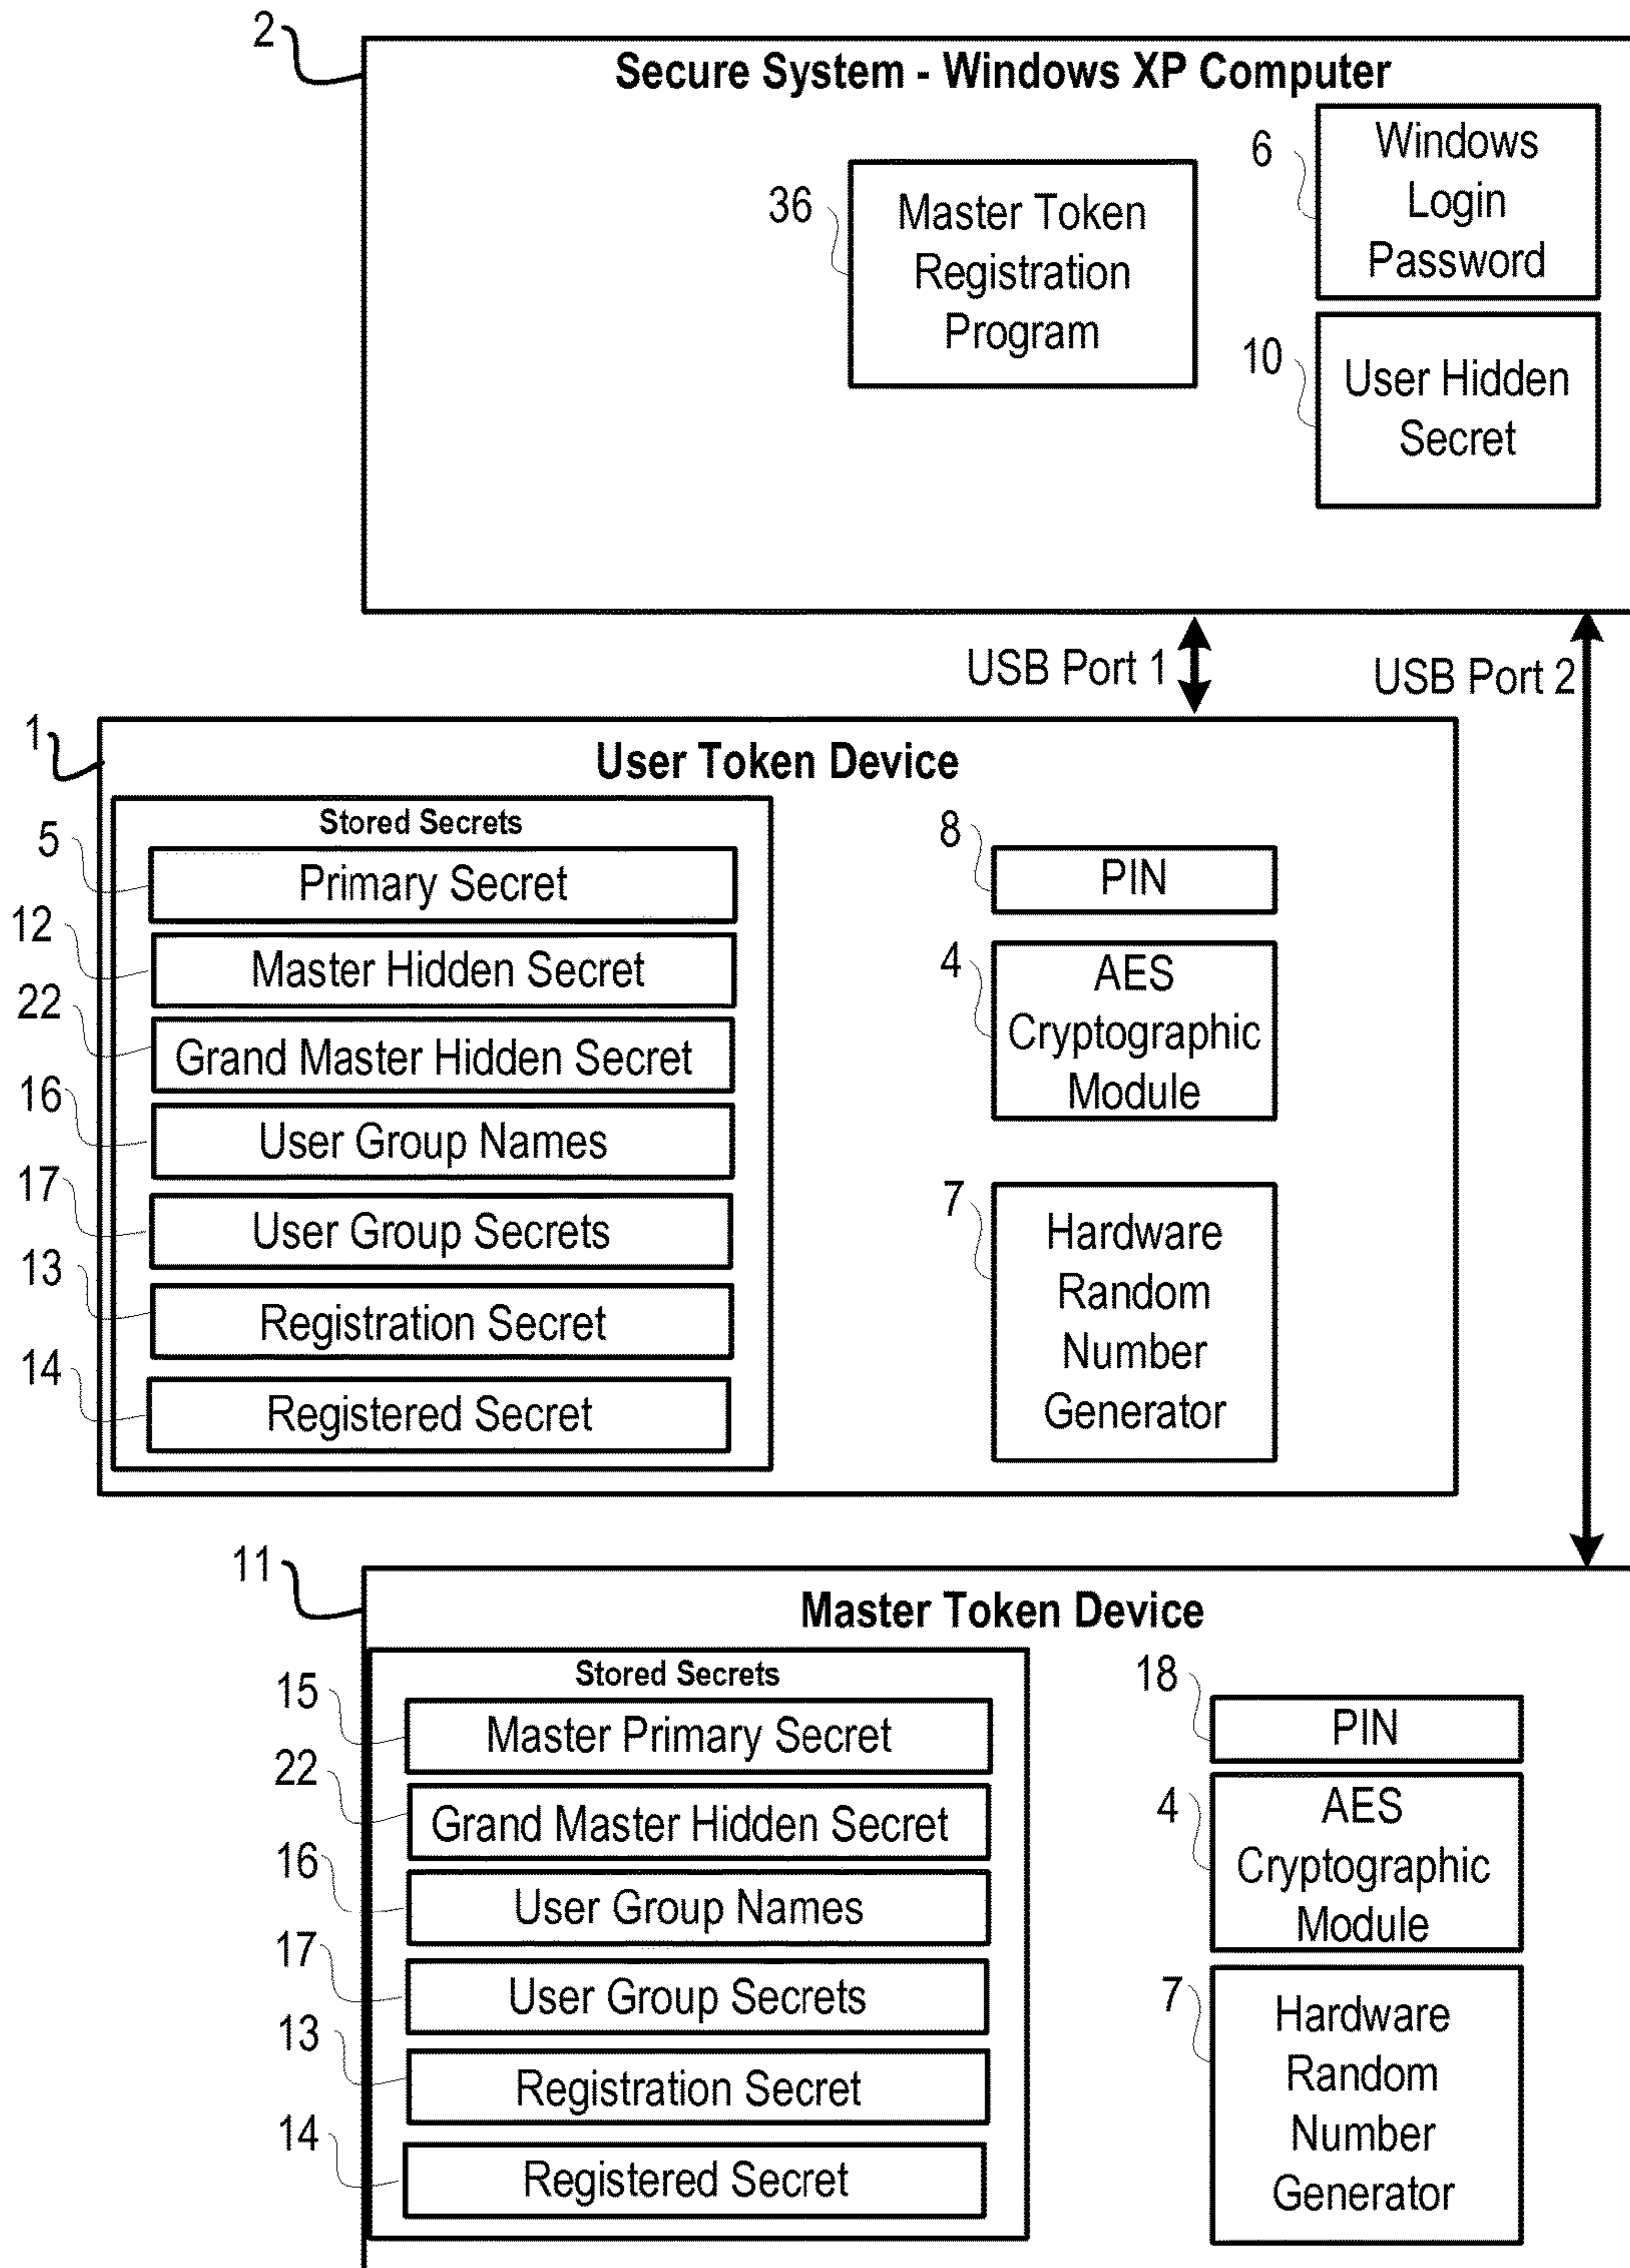 2
Secure System - Windows XP Computer
6
Windows
Login
Password
36
Master Token
Registration
Program
10
User Hidden
Secret
USB Port 1
USB Port 2
1
User Token Device
Stored Secrets
5
Primary Secret
12
Master Hidden Secret
22
Grand Master Hidden Secret
16
User Group Names
17
User Group Secrets
13
Registration Secret
14
Registered Secret
8
PIN
4
AES
Cryptographic
Module
7
Hardware
Random
Number
Generator
11
Master Token Device
Stored Secrets
15
Master Primary Secret
22
Grand Master Hidden Secret
16
User Group Names
17
User Group Secrets
13
Registration Secret
14
Registered Secret
18
PIN
4
AES
Cryptographic
Module
7
Hardware
Random
Number
Generator